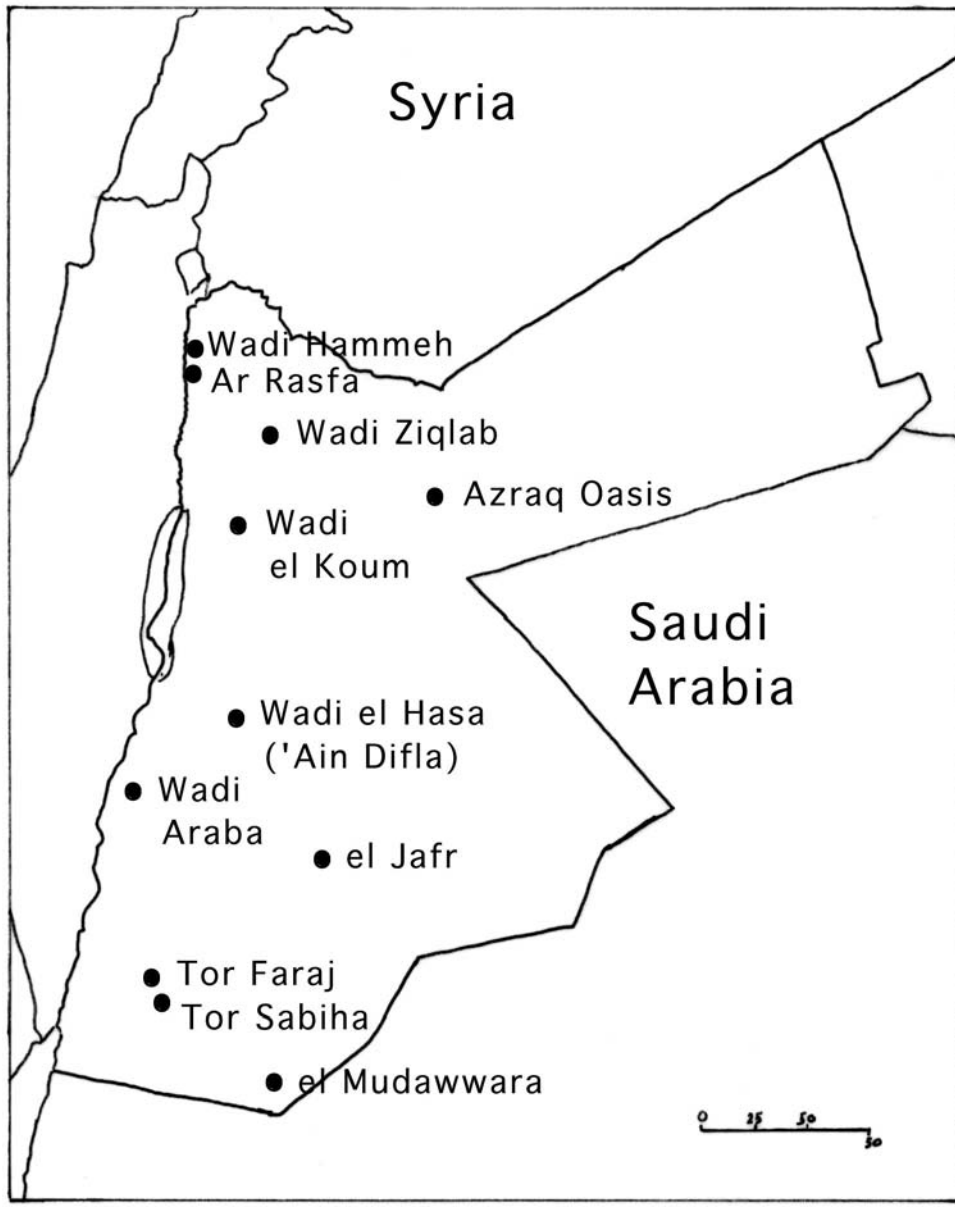 Syria
Wadi Hammeh
Ar Rasfa
Wadi Ziqlab
Azraq Oasis
Wadi
el Koum
Saudi
Arabia
Wadi el Hasa
('Ain Difla)
Wadi
Araba
el Jafr
Tor Faraj
Tor Sabiha
el Mudawwara
0 25 50
50